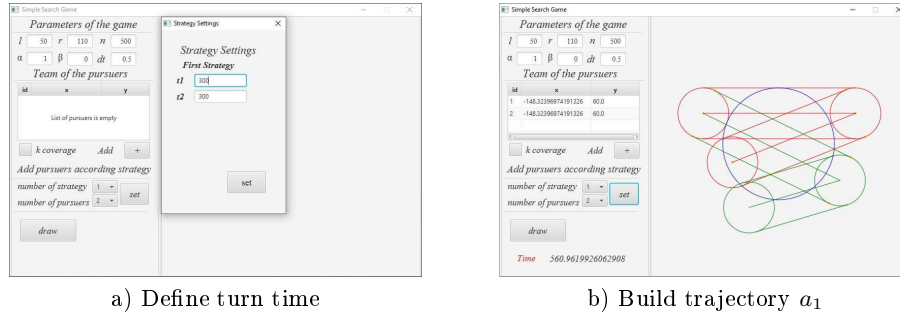 Simple Search Game
Parameters of the game
l 50 r 110 n 500
α 1 β 0 dt 0.5
Team of the pursuers
id x y
List of pursuers is empty
k coverage Add +
Add pursuers according strategy
number of strategy 1
number of pursuers 2
set
draw
Strategy Settings
Strategy Settings
First Strategy
t1 300
t2 300
set
a) Define turn time
Simple Search Game
Parameters of the game
l 50 r 110 n 500
α 1 β 0 dt 0.5
Team of the pursuers
id x y
1 -148.32396974191326 60.0
2 -148.32396974191326 60.0
k coverage Add +
Add pursuers according strategy
number of strategy 1
number of pursuers 2
set
draw
Time 560.9619926062908
b) Build trajectory a₁